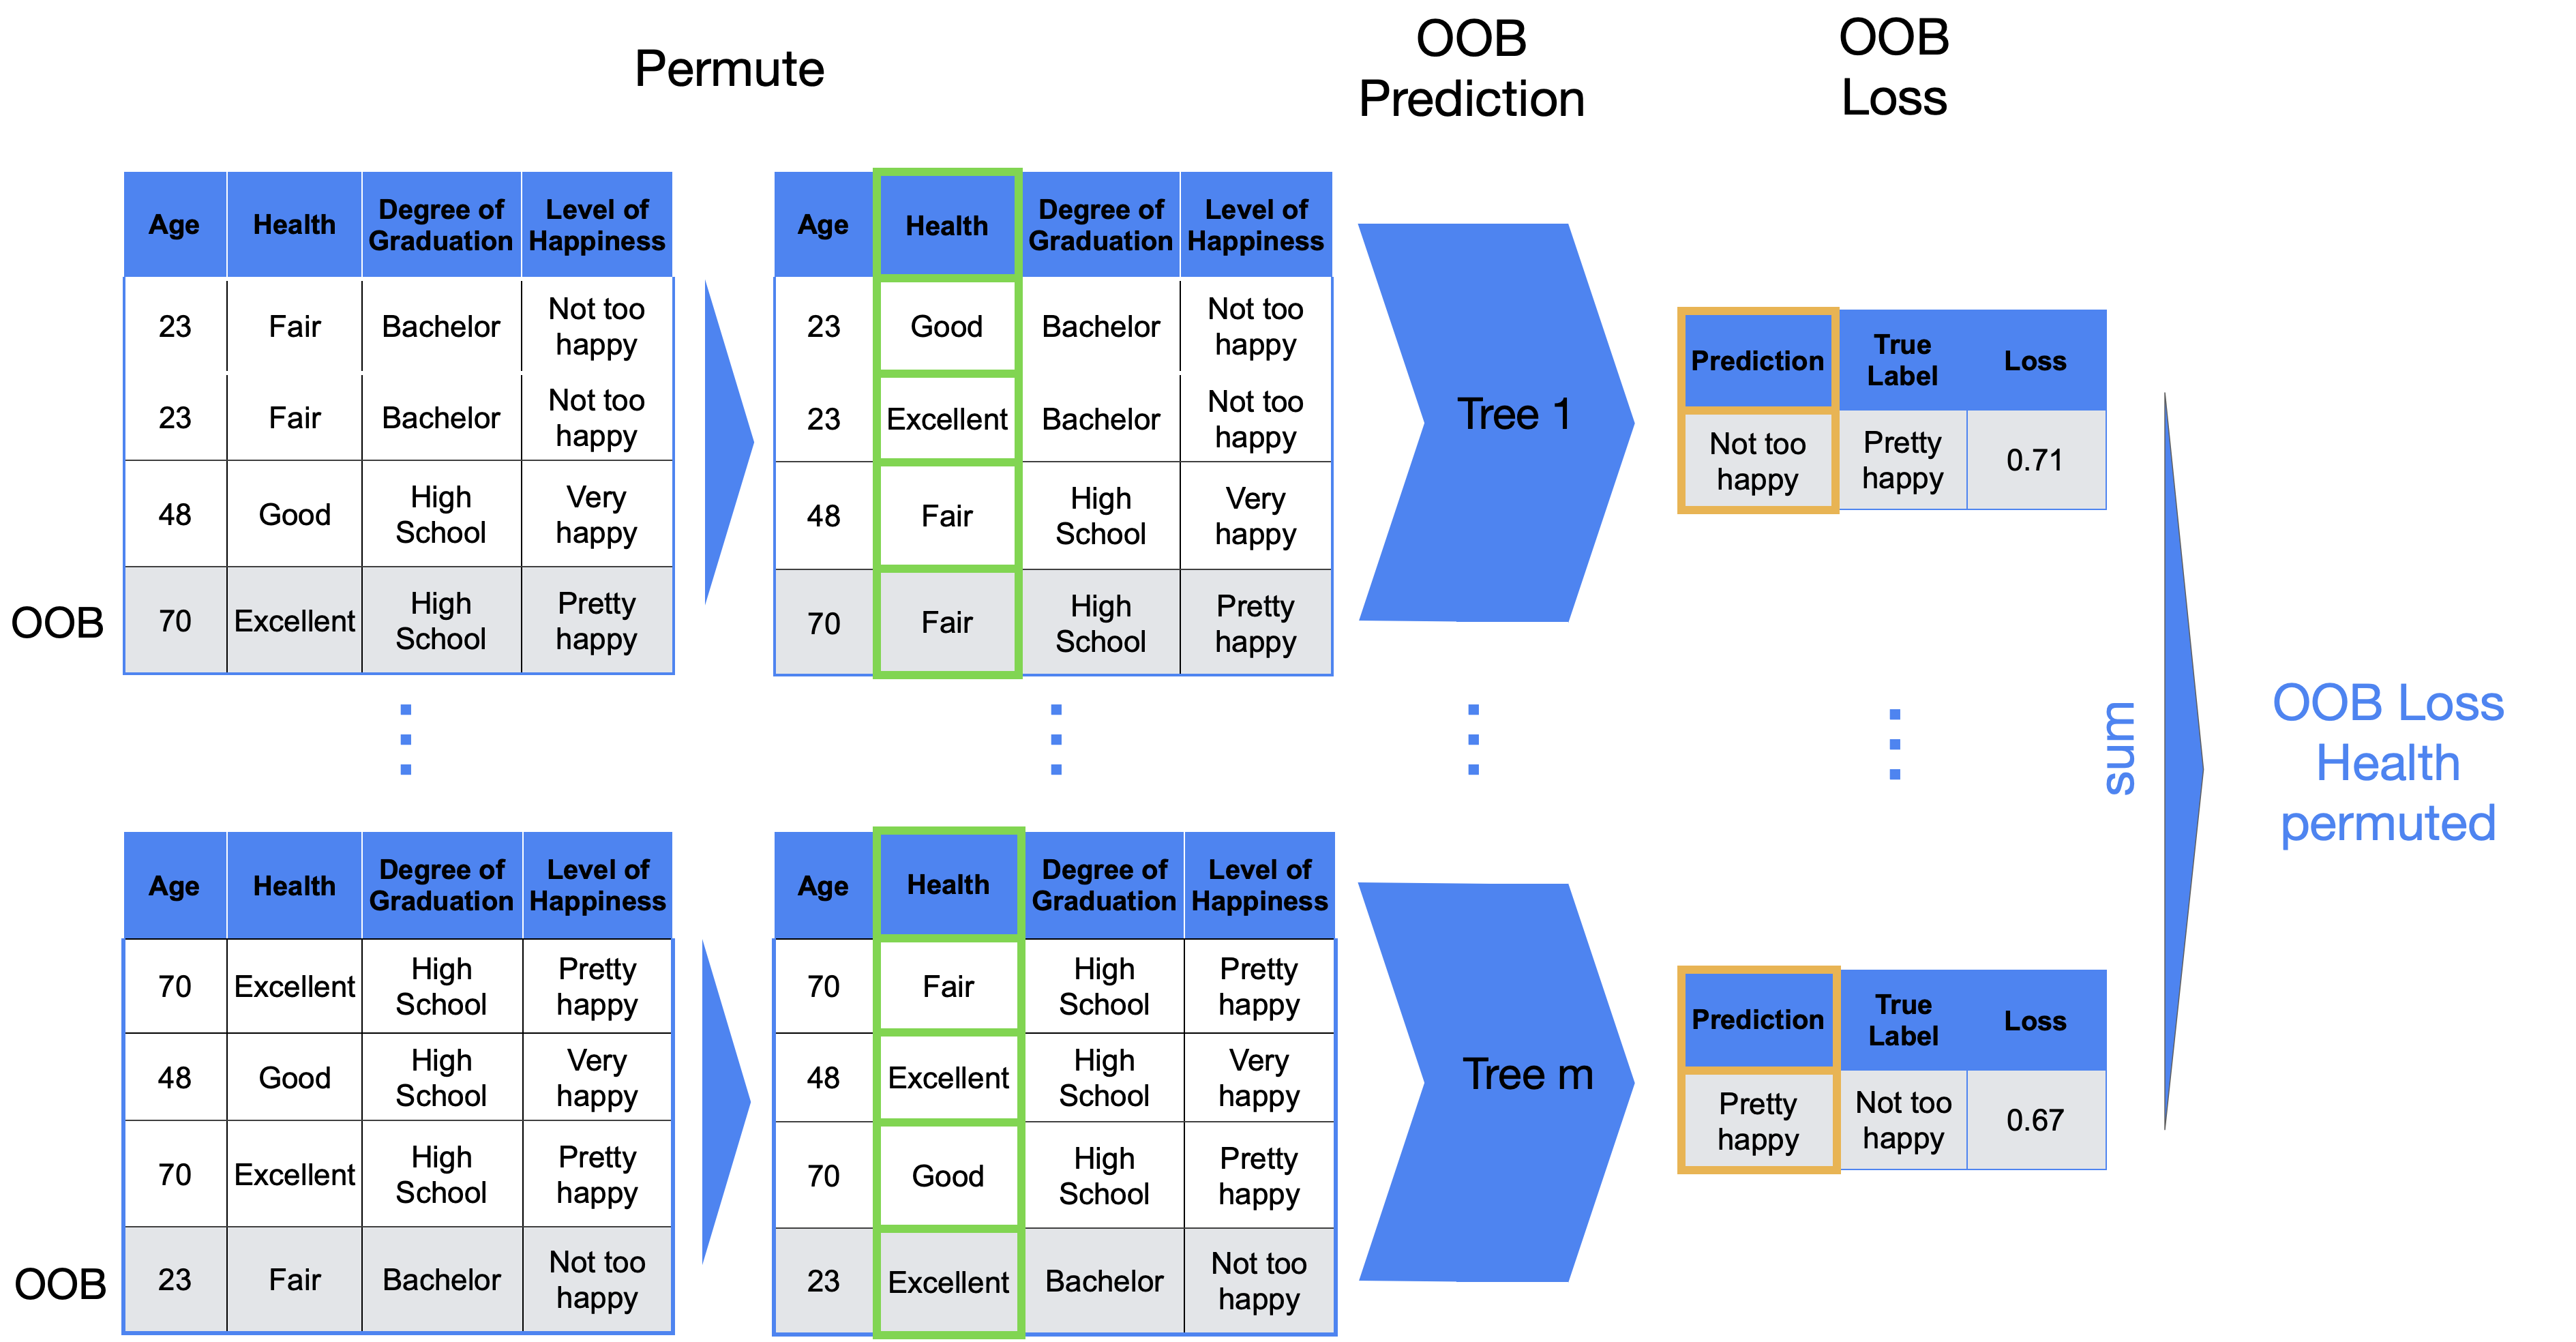 Permute
OOB
Prediction
OOB
Loss
Age
Health
Degree of
Graduation
Level of
Happiness
23
Fair
Bachelor
Not too
happy
23
Fair
Bachelor
Not too
happy
48
Good
High
School
Very
happy
OOB
70
Excellent
High
School
Pretty
happy
Age
Health
Degree of
Graduation
Level of
Happiness
23
Good
Bachelor
Not too
happy
23
Excellent
Bachelor
Not too
happy
48
Fair
High
School
Very
happy
70
Fair
High
School
Pretty
happy
Tree 1
Prediction
True
Label
Loss
Not too
happy
Pretty
happy
0.71
Age
Health
Degree of
Graduation
Level of
Happiness
70
Excellent
High
School
Pretty
happy
48
Good
High
School
Very
happy
70
Excellent
High
School
Pretty
happy
OOB
23
Fair
Bachelor
Not too
happy
Age
Health
Degree of
Graduation
Level of
Happiness
70
Fair
High
School
Pretty
happy
48
Excellent
High
School
Very
happy
70
Good
High
School
Pretty
happy
23
Excellent
Bachelor
Not too
happy
Tree m
Prediction
True
Label
Loss
Pretty
happy
Not too
happy
0.67
sum
OOB Loss
Health
permuted